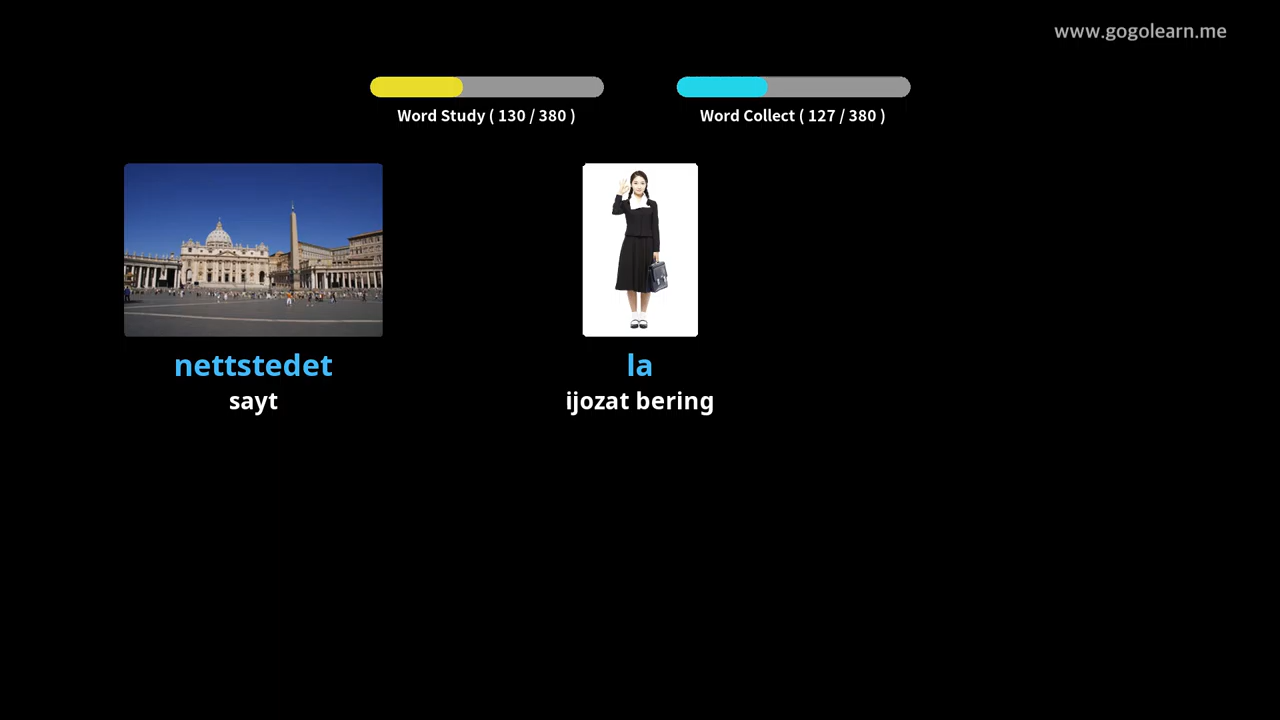 www.gogolearn.me
Word Study ( 130 / 380 )
Word Collect ( 127 / 380 )
nettstedet
sayt
la
ijozat bering